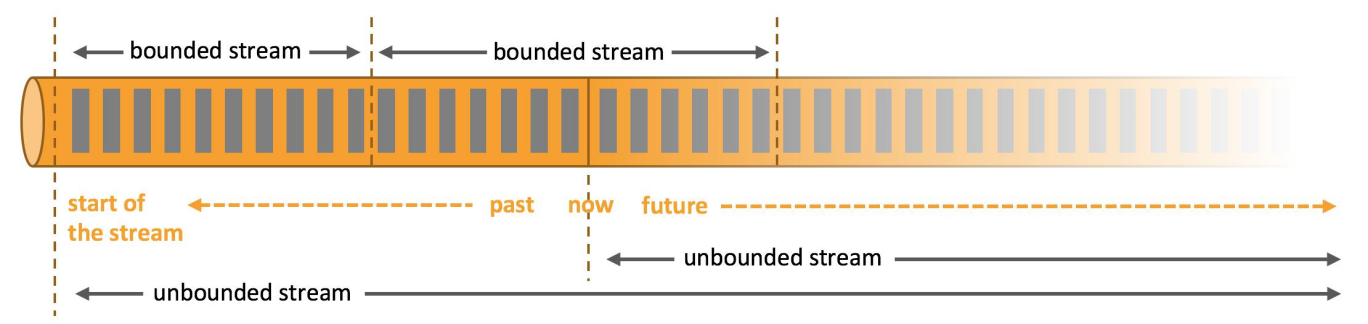 bounded stream
bounded stream
start of
the stream
past
now
future
unbounded stream
unbounded stream